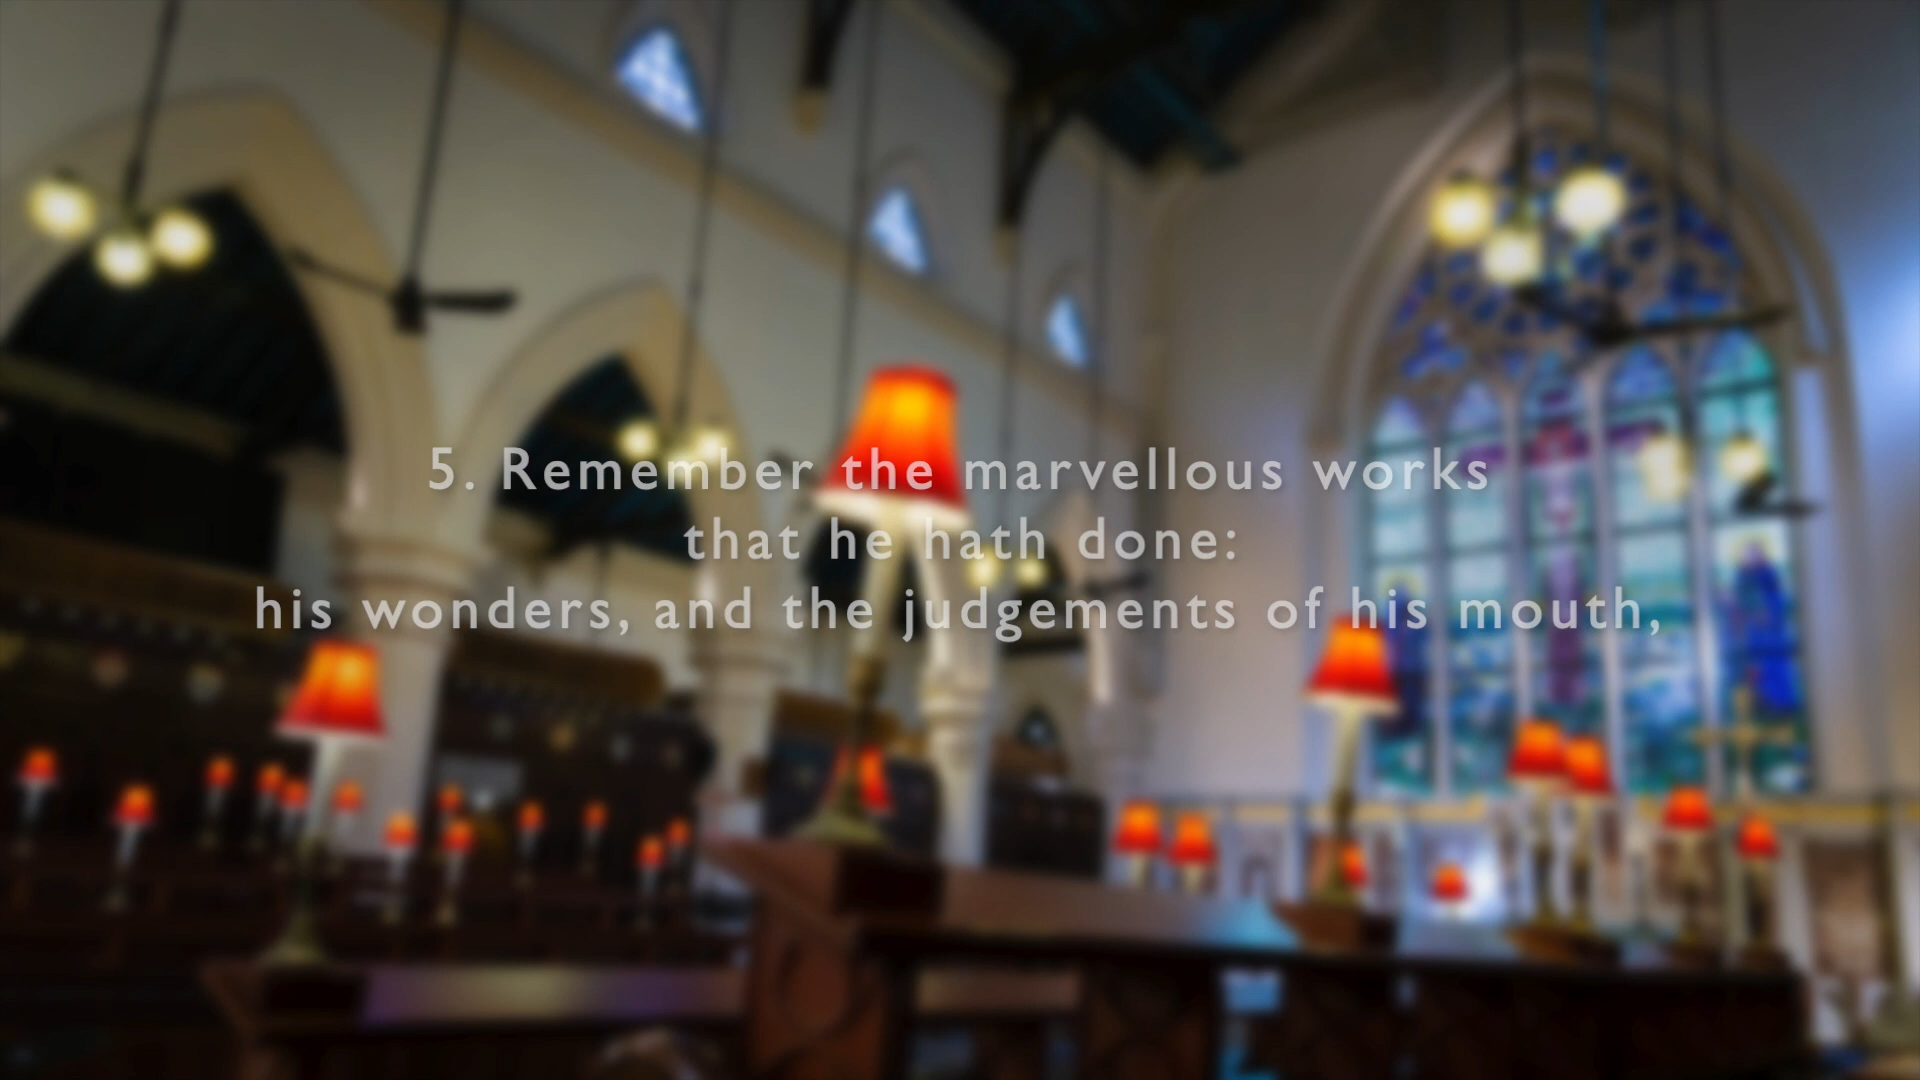 5. Remember the marvellous works
that he hath done:
his wonders, and the judgements of his mouth,